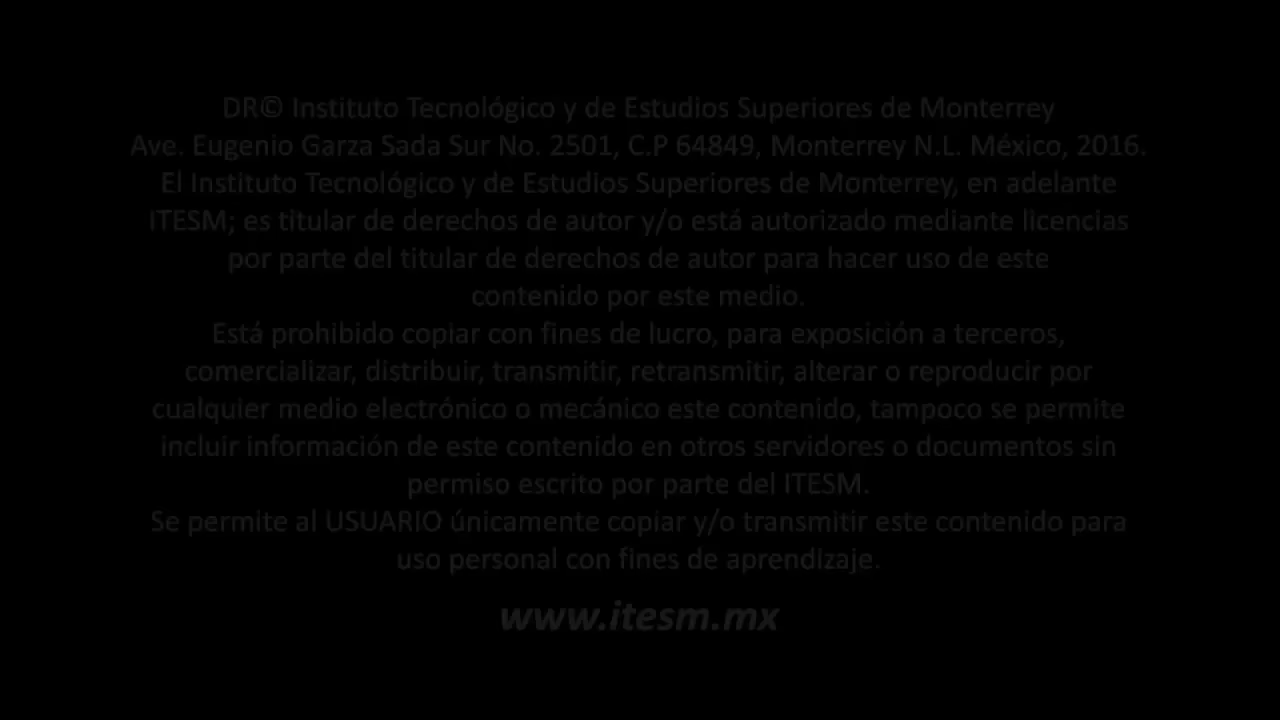 DR© Instituto Tecnológico y de Estudios Superiores de Monterrey
Ave. Eugenio Garza Sada Sur No. 2501, C.P 64849, Monterrey N.L. México, 2016.
El Instituto Tecnológico y de Estudios Superiores de Monterrey, en adelante
ITESM; es titular de derechos de autor y/o está autorizado mediante licencias
por parte del titular de derechos de autor para hacer uso de este
contenido por este medio.
Está prohibido copiar con fines de lucro, para exposición a terceros,
comercializar, distribuir, transmitir, retransmitir, alterar o reproducir por
cualquier medio electrónico o mecánico este contenido, tampoco se permite
incluir información de este contenido en otros servidores o documentos sin
permiso escrito por parte del ITESM.
Se permite al USUARIO únicamente copiar y/o transmitir este contenido para
uso personal con fines de aprendizaje.
www.itesm.mx